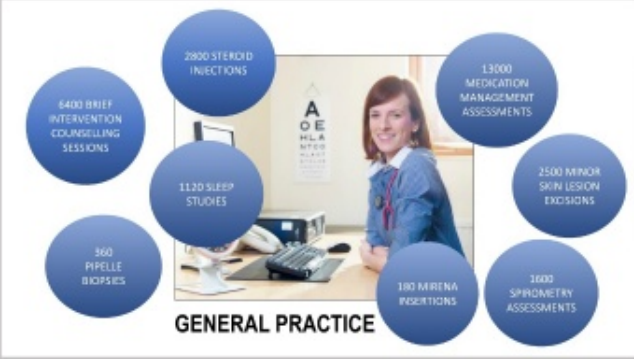 2800 STEROID
INJECTIONS
13000
MEDICATION
MANAGEMENT
ASSESSMENTS
6400 BRIEF
INTERVENTION
COUNSELLING
SESSIONS
A
O E
H L A
1120 SLEEP
STUDIES
2500 MINOR
SKIN LESION
EXCISIONS
360
PIPELLE
BIOPSIES
180 MIRENA
INSERTIONS
1600
SPIROMETRY
ASSESSMENTS
GENERAL PRACTICE